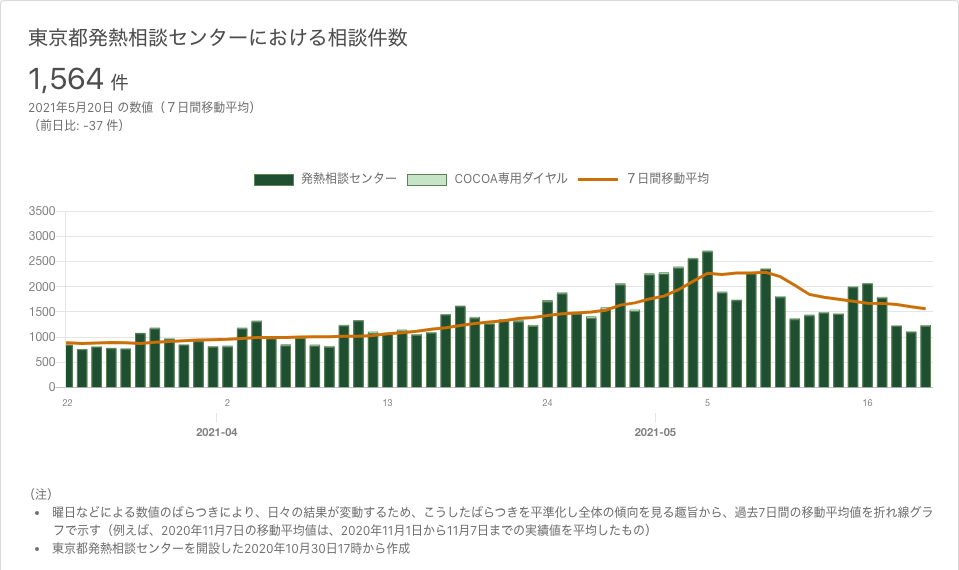 東京都発熱相談センターにおける相談件数
1,564 件
2021年5月20日 の数値（７日間移動平均）
（前日比: -37 件）
発熱相談センター COCOA専用ダイヤル ７日間移動平均
3500
3000
2500
2000
1500
1000
500
0
22 2 13 24 5 16
2021-04 2021-05
（注）
• 曜日などによる数値のばらつきにより、日々の結果が変動するため、こうしたばらつきを平準化し全体の傾向を見る趣旨から、過去7日間の移動平均値を折れ線グラ
フで示す（例えば、2020年11月7日の移動平均値は、2020年11月1日から11月7日までの実績値を平均したもの）
• 東京都発熱相談センターを開設した2020年10月30日17時から作成